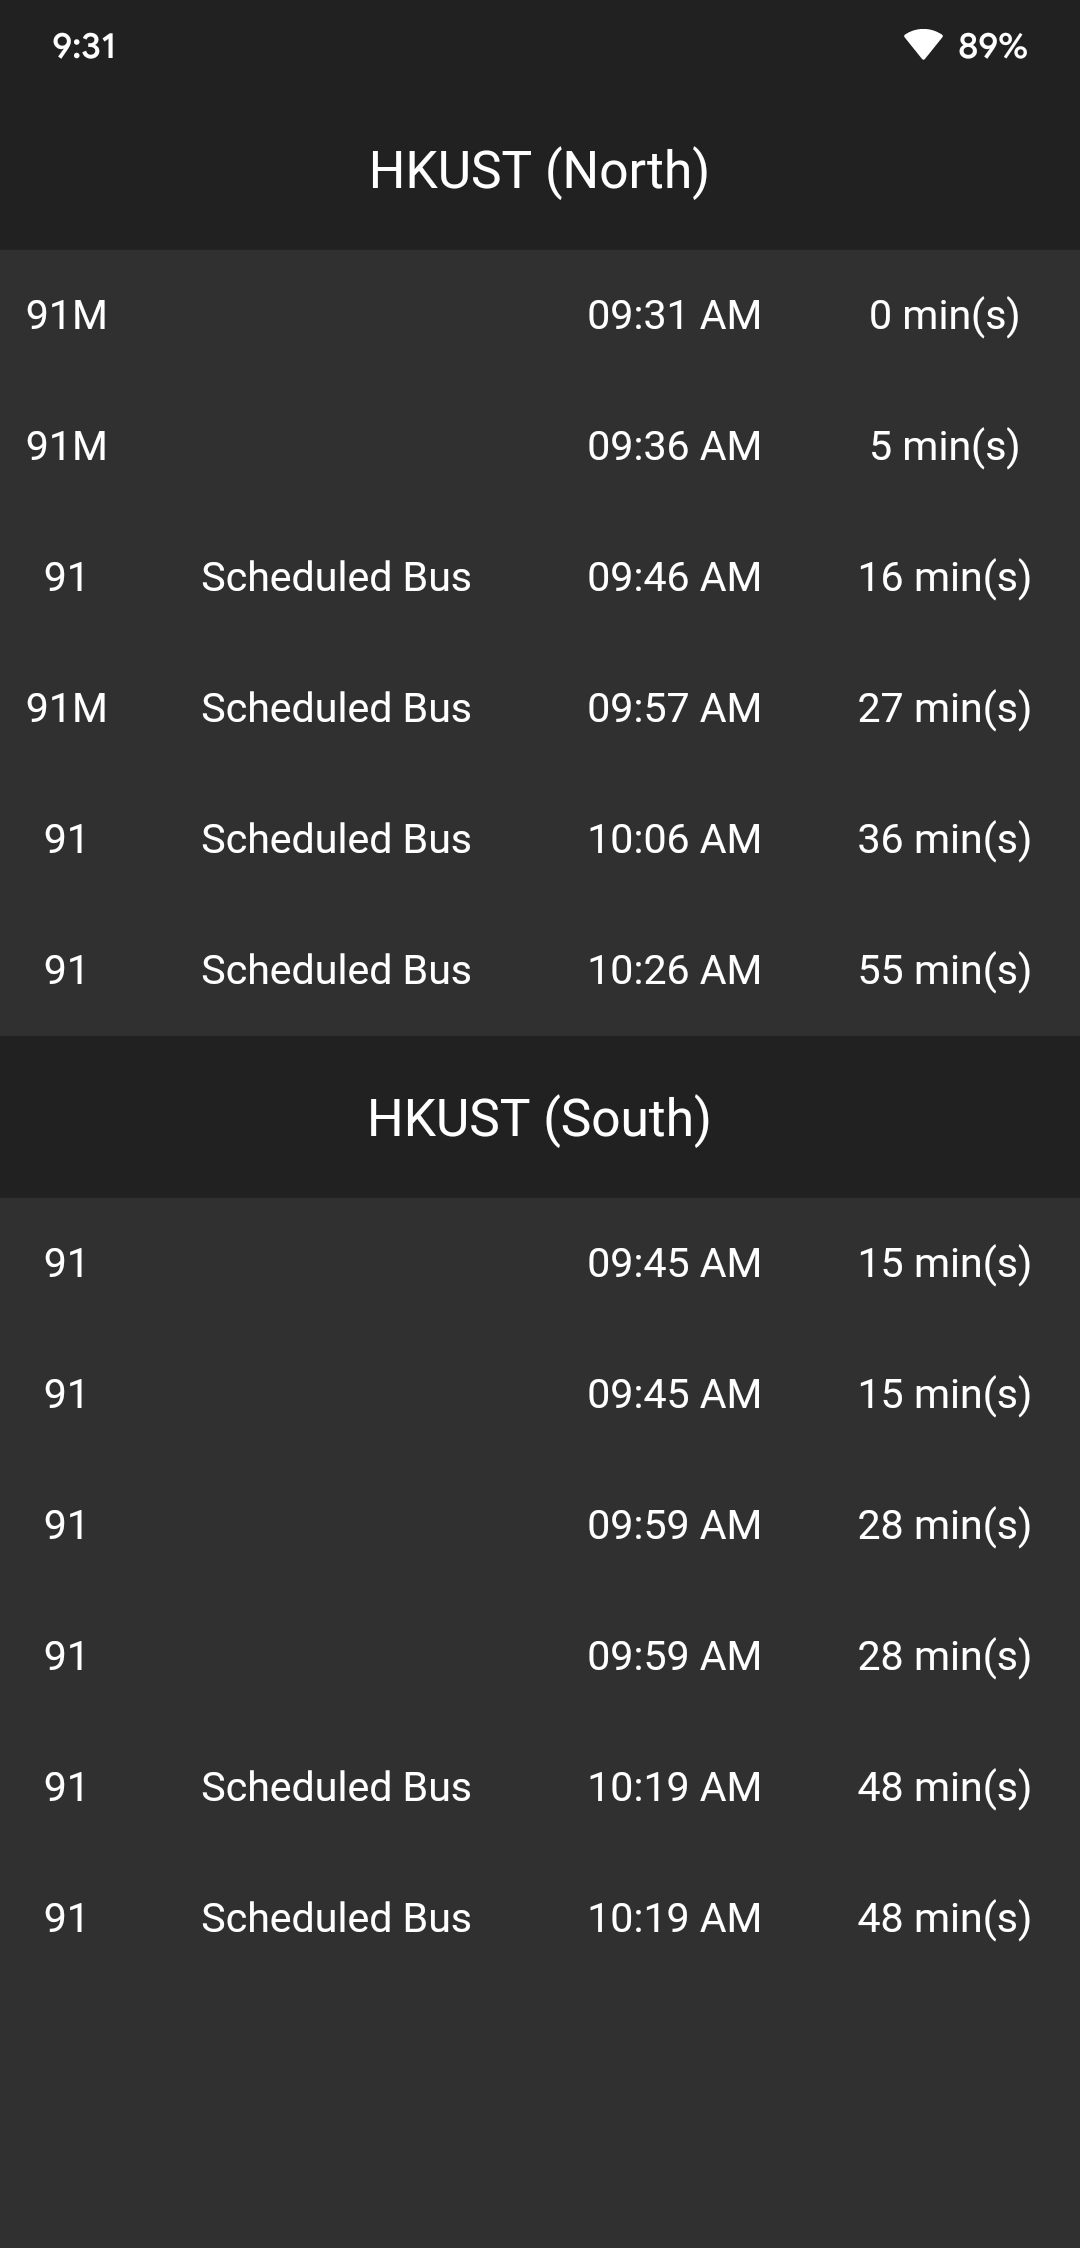 9:31 89%
HKUST (North)
91M 09:31 AM 0 min(s)
91M 09:36 AM 5 min(s)
91 Scheduled Bus 09:46 AM 16 min(s)
91M Scheduled Bus 09:57 AM 27 min(s)
91 Scheduled Bus 10:06 AM 36 min(s)
91 Scheduled Bus 10:26 AM 55 min(s)
HKUST (South)
91 09:45 AM 15 min(s)
91 09:45 AM 15 min(s)
91 09:59 AM 28 min(s)
91 09:59 AM 28 min(s)
91 Scheduled Bus 10:19 AM 48 min(s)
91 Scheduled Bus 10:19 AM 48 min(s)